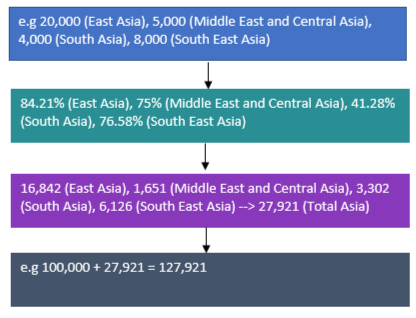 e.g 20,000 (East Asia), 5,000 (Middle East and Central Asia),
4,000 (South Asia), 8,000 (South East Asia)
84.21% (East Asia), 75% (Middle East and Central Asia), 41.28%
(South Asia), 76.58% (South East Asia)
16,842 (East Asia), 1,651 (Middle East and Central Asia), 3,302
(South Asia), 6,126 (South East Asia) --> 27,921 (Total Asia)
e.g 100,000 + 27,921 = 127,921